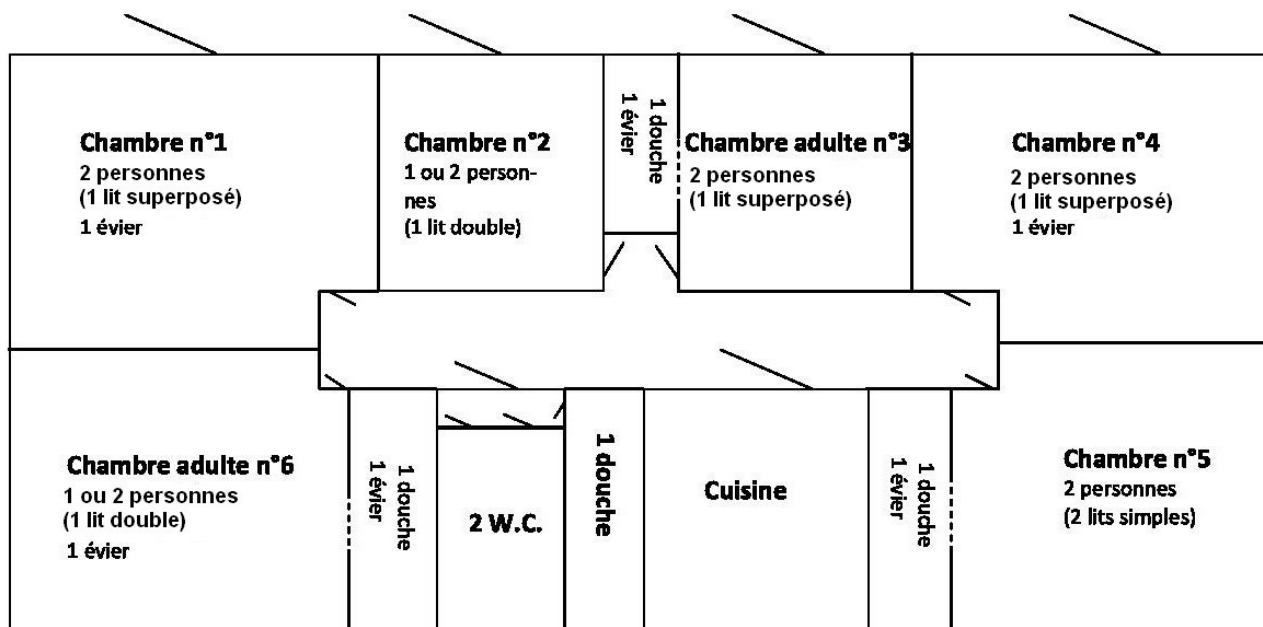 Chambre n°1
2 personnes
(1 lit superposé)
1 évier
Chambre n°2
1 ou 2 person-
nes
(1 lit double)
1 douche
1 évier
Chambre adulte n°3
2 personnes
(1 lit superposé)
Chambre n°4
2 personnes
(1 lit superposé)
1 évier
Chambre adulte n°6
1 ou 2 personnes
(1 lit double)
1 évier
1 douche
1 évier
2 W.C.
1 douche
Cuisine
1 douche
1 évier
Chambre n°5
2 personnes
(2 lits simples)